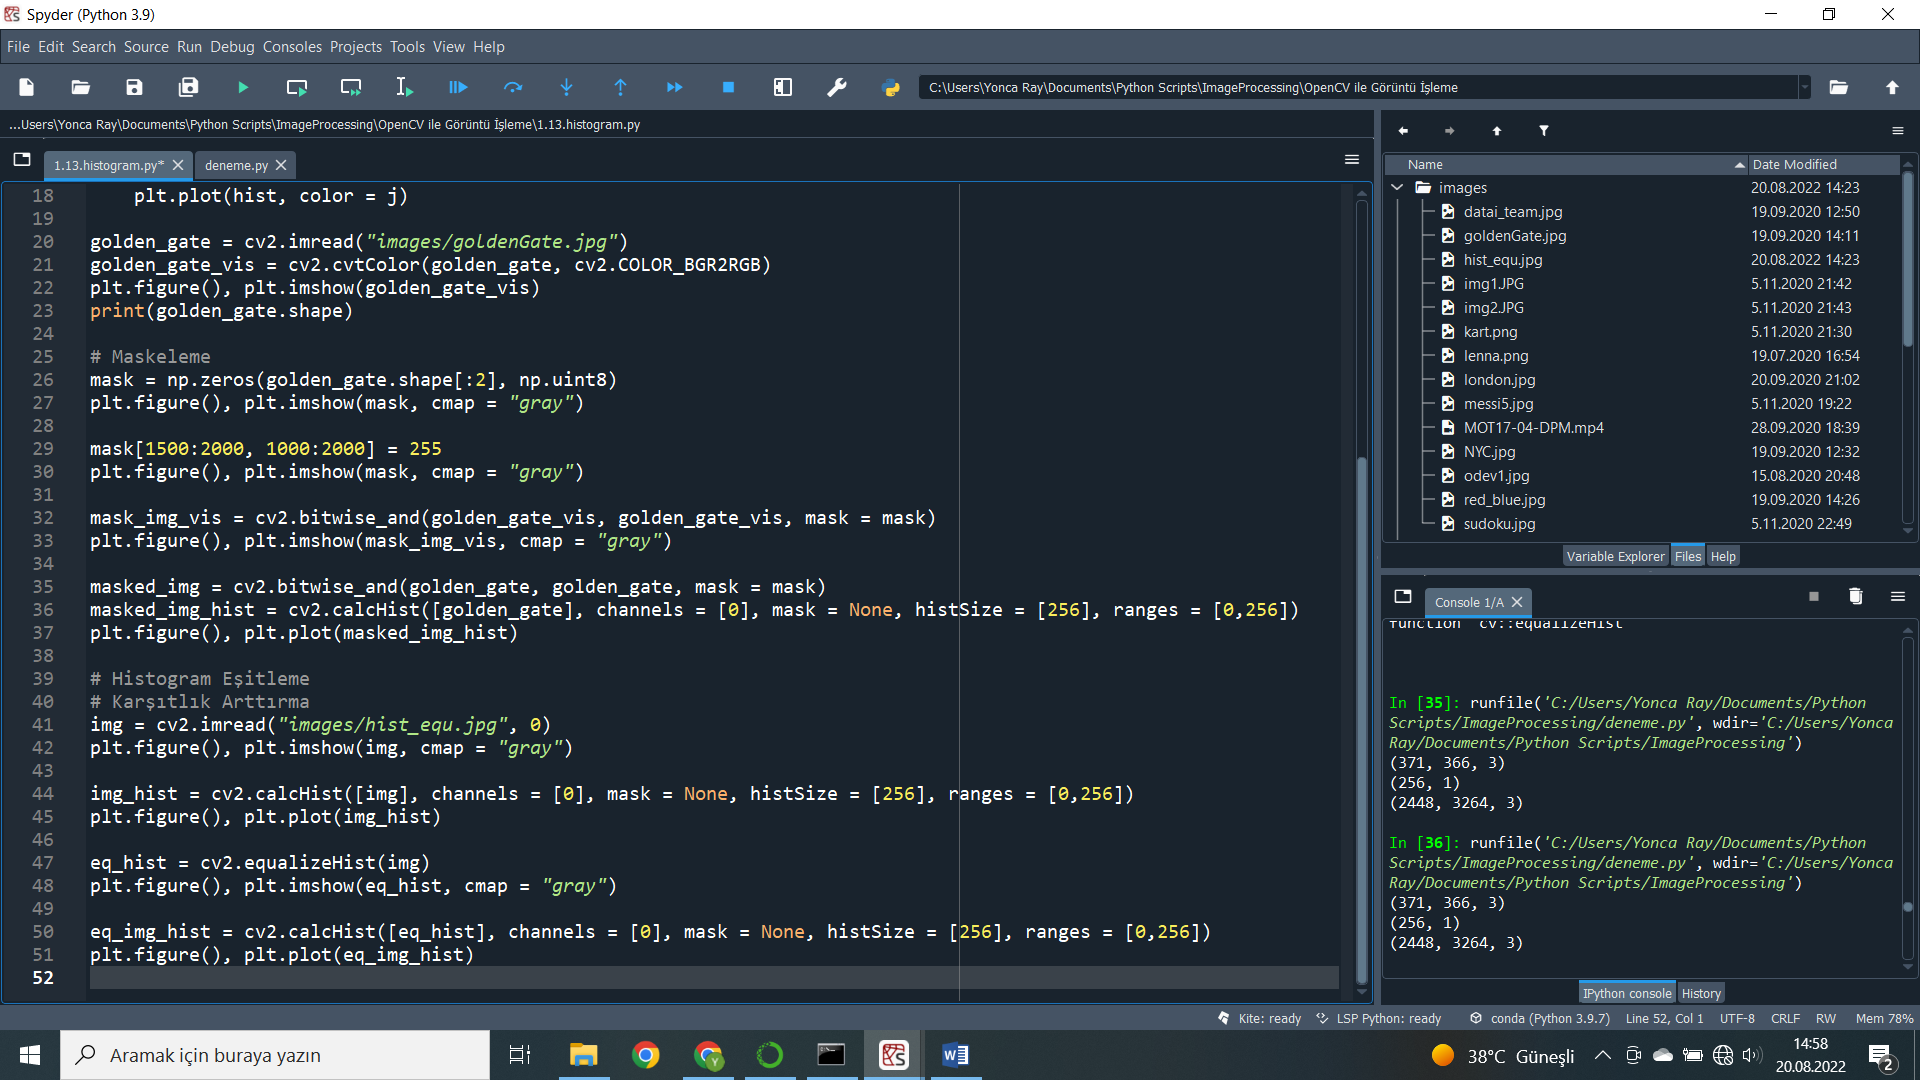 Spyder (Python 3.9)
File Edit Search Source Run Debug Consoles Projects Tools View Help
C:\Users\Yonca Ray\Documents\Python Scripts\ImageProcessing\OpenCV ile Görüntü İşleme
...Users\Yonca Ray\Documents\Python Scripts\ImageProcessing\OpenCV ile Görüntü İşleme\1.13.histogram.py
1.13.histogram.py* deneme.py
18 plt.plot(hist, color = j)
19
20 golden_gate = cv2.imread("images/goldenGate.jpg")
21 golden_gate_vis = cv2.cvtColor(golden_gate, cv2.COLOR_BGR2RGB)
22 plt.figure(), plt.imshow(golden_gate_vis)
23 print(golden_gate.shape)
24
25 # Maskeleme
26 mask = np.zeros(golden_gate.shape[:2], np.uint8)
27 plt.figure(), plt.imshow(mask, cmap = "gray")
28
29 mask[1500:2000, 1000:2000] = 255
30 plt.figure(), plt.imshow(mask, cmap = "gray")
31
32 mask_img_vis = cv2.bitwise_and(golden_gate_vis, golden_gate_vis, mask = mask)
33 plt.figure(), plt.imshow(mask_img_vis, cmap = "gray")
34
35 masked_img = cv2.bitwise_and(golden_gate, golden_gate, mask = mask)
36 masked_img_hist = cv2.calcHist([golden_gate], channels = [0], mask = None, histSize = [256], ranges = [0,256])
37 plt.figure(), plt.plot(masked_img_hist)
38
39 # Histogram Eşitleme
40 # Karşıtlık Arttırma
41 img = cv2.imread("images/hist_equ.jpg", 0)
42 plt.figure(), plt.imshow(img, cmap = "gray")
43
44 img_hist = cv2.calcHist([img], channels = [0], mask = None, histSize = [256], ranges = [0,256])
45 plt.figure(), plt.plot(img_hist)
46
47 eq_hist = cv2.equalizeHist(img)
48 plt.figure(), plt.imshow(eq_hist, cmap = "gray")
49
50 eq_img_hist = cv2.calcHist([eq_hist], channels = [0], mask = None, histSize = [256], ranges = [0,256])
51 plt.figure(), plt.plot(eq_img_hist)
52
Name Date Modified
images 20.08.2022 14:23
datai_team.jpg 19.09.2020 12:50
goldenGate.jpg 19.09.2020 14:11
hist_equ.jpg 20.08.2022 14:23
img1.JPG 5.11.2020 21:42
img2.JPG 5.11.2020 21:43
kart.png 5.11.2020 21:30
lenna.png 19.07.2020 16:54
london.jpg 20.09.2020 21:02
messi5.jpg 5.11.2020 19:22
MOT17-04-DPM.mp4 28.09.2020 18:39
NYC.jpg 19.09.2020 12:32
odev1.jpg 15.08.2020 20:48
red_blue.jpg 19.09.2020 14:26
sudoku.jpg 5.11.2020 22:49
Variable Explorer Files Help
Console 1/A
function cv::equalizeHist
In [35]: runfile('C:/Users/Yonca Ray/Documents/Python
Scripts/ImageProcessing/deneme.py', wdir='C:/Users/Yonca
Ray/Documents/Python Scripts/ImageProcessing')
(371, 366, 3)
(256, 1)
(2448, 3264, 3)
In [36]: runfile('C:/Users/Yonca Ray/Documents/Python
Scripts/ImageProcessing/deneme.py', wdir='C:/Users/Yonca
Ray/Documents/Python Scripts/ImageProcessing')
(371, 366, 3)
(256, 1)
(2448, 3264, 3)
IPython console History
Kite: ready LSP Python: ready conda (Python 3.9.7) Line 52, Col 1 UTF-8 CRLF RW Mem 78%
Aramak için buraya yazın
38°C Güneşli
14:58
20.08.2022
2